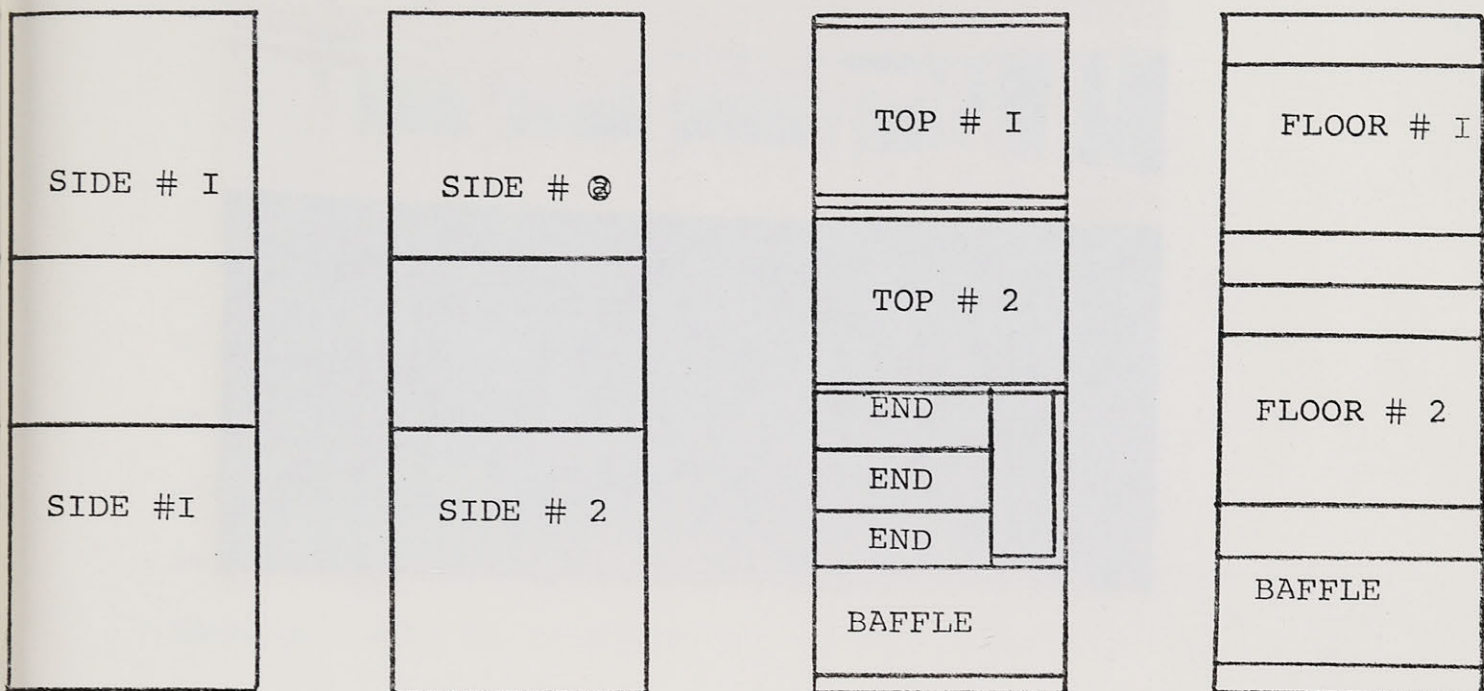 SIDE # I
SIDE #I
SIDE # 2
SIDE # 2
TOP # I
TOP # 2
END
END
END
BAFFLE
FLOOR # I
FLOOR # 2
BAFFLE